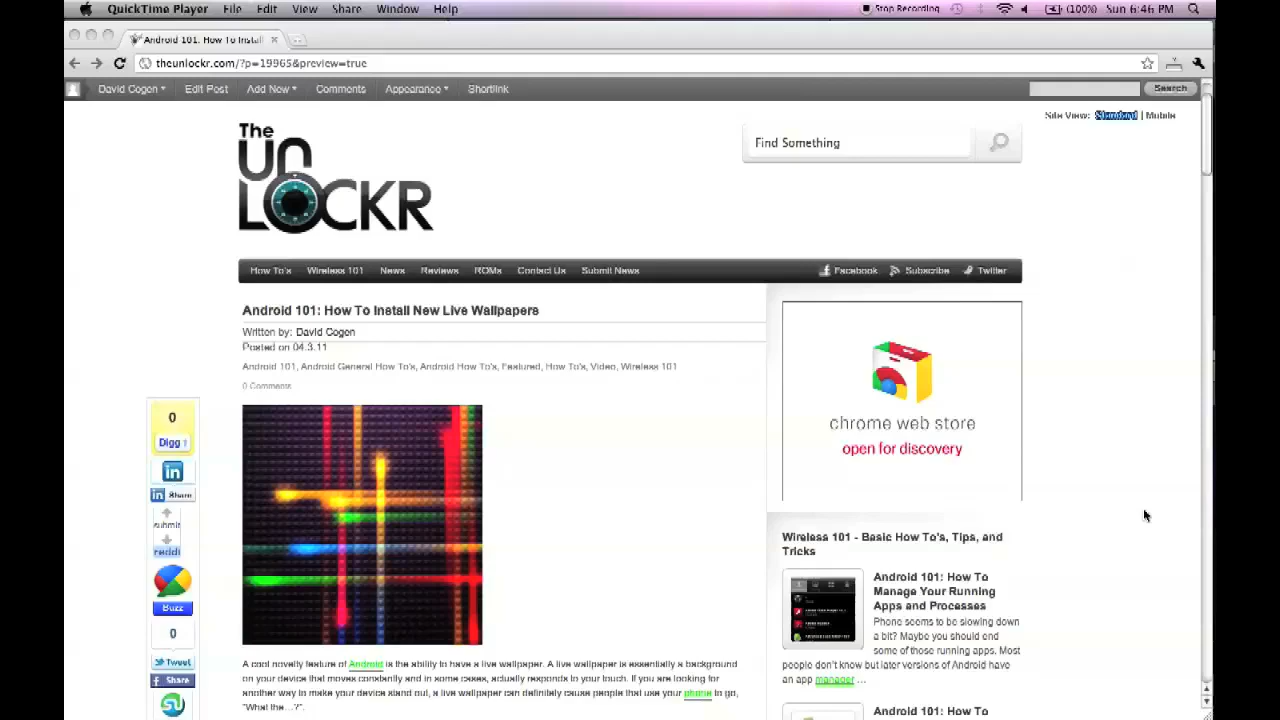 QuickTime Player File Edit View Share Window Help
Stop Recording (100%) Sun 6:46 PM
Android 101: How To Install
theunlockr.com/?p=19965&preview=true
David Cogen Edit Post Add New Comments Appearance Shortlink Search
Site View: Standard | Mobile
The
UN
LOCKR
Find Something
How To's Wireless 101 News Reviews ROMs Contact Us Submit News Facebook Subscribe Twitter
Android 101: How To Install New Live Wallpapers
Written by: David Cogen
Posted on 04.3.11
Android 101, Android General How To's, Android How To's, Featured, How To's, Video, Wireless 101
0 Comments
0
Digg
in
in Share
submit
reddi
Buzz
0
Tweet
f Share
A cool novelty feature of Android is the ability to have a live wallpaper. A live wallpaper is essentially a background
on your device that moves constantly and in some cases, actually responds to your touch. If you are looking for
another way to make your device stand out, a live wallpaper can definitely cause people that use your phone to go,
"What the...?".
chrome web store
open for discovery
Wireless 101 - Basic How To's, Tips, and
Tricks
Android 101: How To
Manage Your Running
Apps and Processes
Phone seems to be slowing down
a bit? Maybe you should end
some of those running apps. Most
people don't know but later versions of Android have
an app manager ...
Android 101: How To